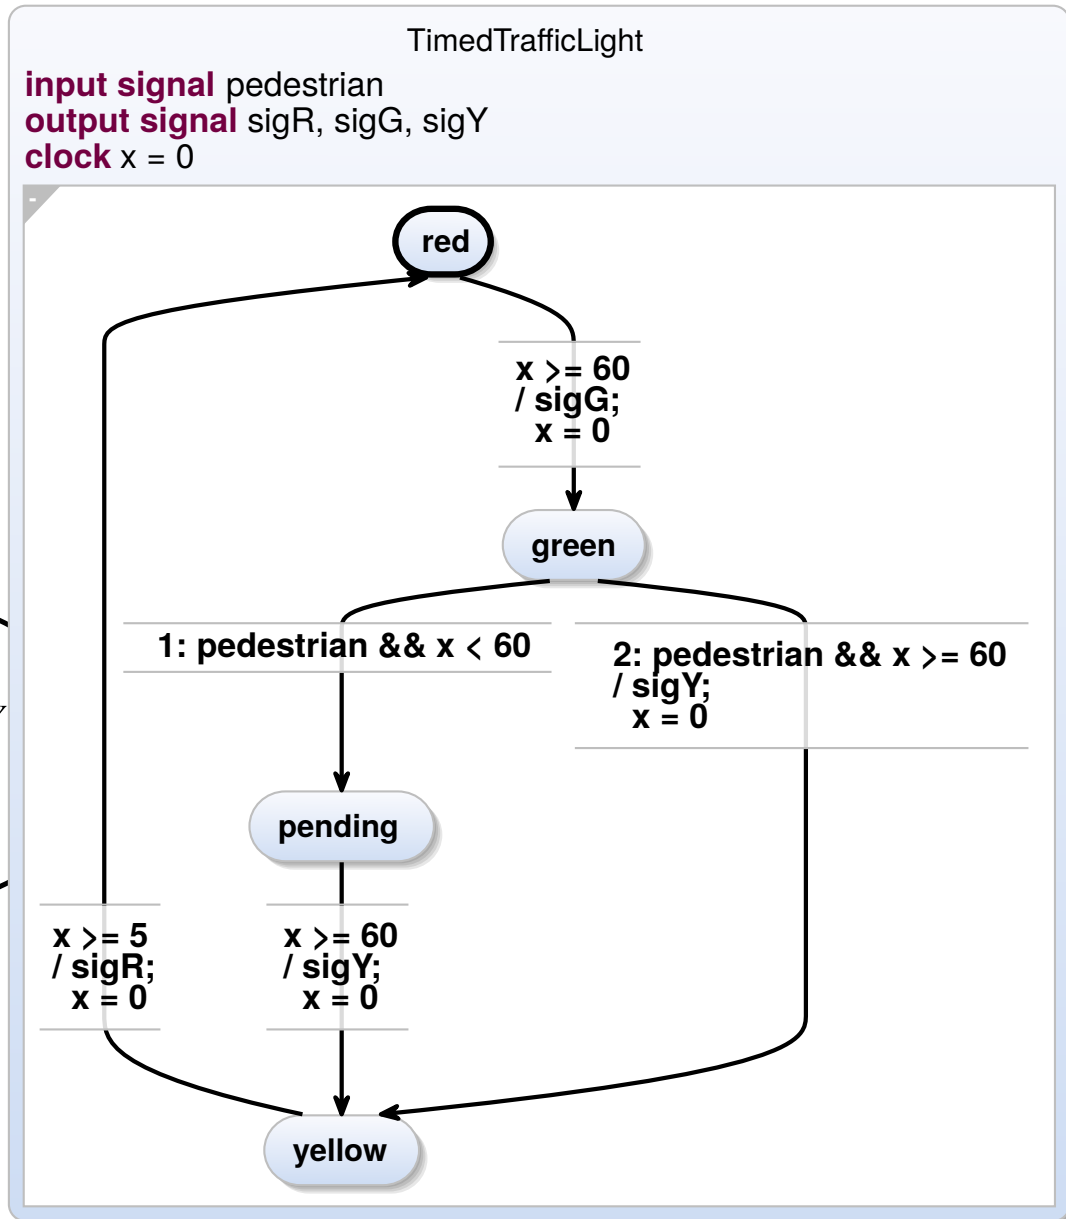 TimedTrafficLight
input signal pedestrian
output signal sigR, sigG, sigY
clock x = 0
-
red
x >= 60
/ sigG;
x = 0
green
1: pedestrian && x < 60
2: pedestrian && x >= 60
/ sigY;
x = 0
pending
x >= 5
/ sigR;
x = 0
x >= 60
/ sigY;
x = 0
yellow